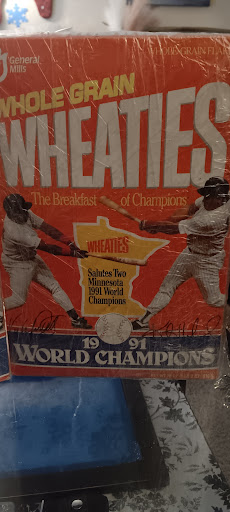 General
Mills
WHOLE GRAIN
WHEATIES
The Breakfast of Champions
WHEATIES
Salutes Two
Minnesota
1991 World
Champions
19 91
WORLD CHAMPIONS